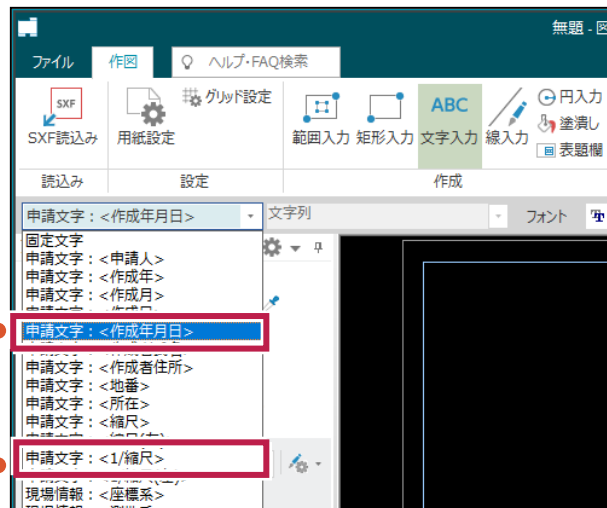 無題 - 図
ファイル 作図 ヘルプ・FAQ検索
SXF
SXF読込み
用紙設定
グリッド設定
範囲入力 矩形入力
ABC
文字入力 線入力
円入力
塗潰し
表題欄
読込み 設定 作成
申請文字：<作成年月日> 文字列 フォント
固定文字
申請文字：<申請人>
申請文字：<作成年>
申請文字：<作成月>
申請文字：<作成年月日>
申請文字：<作成者住所>
申請文字：<地番>
申請文字：<所在>
申請文字：<縮尺>
申請文字：<1/縮尺>
現場情報：<座標系>